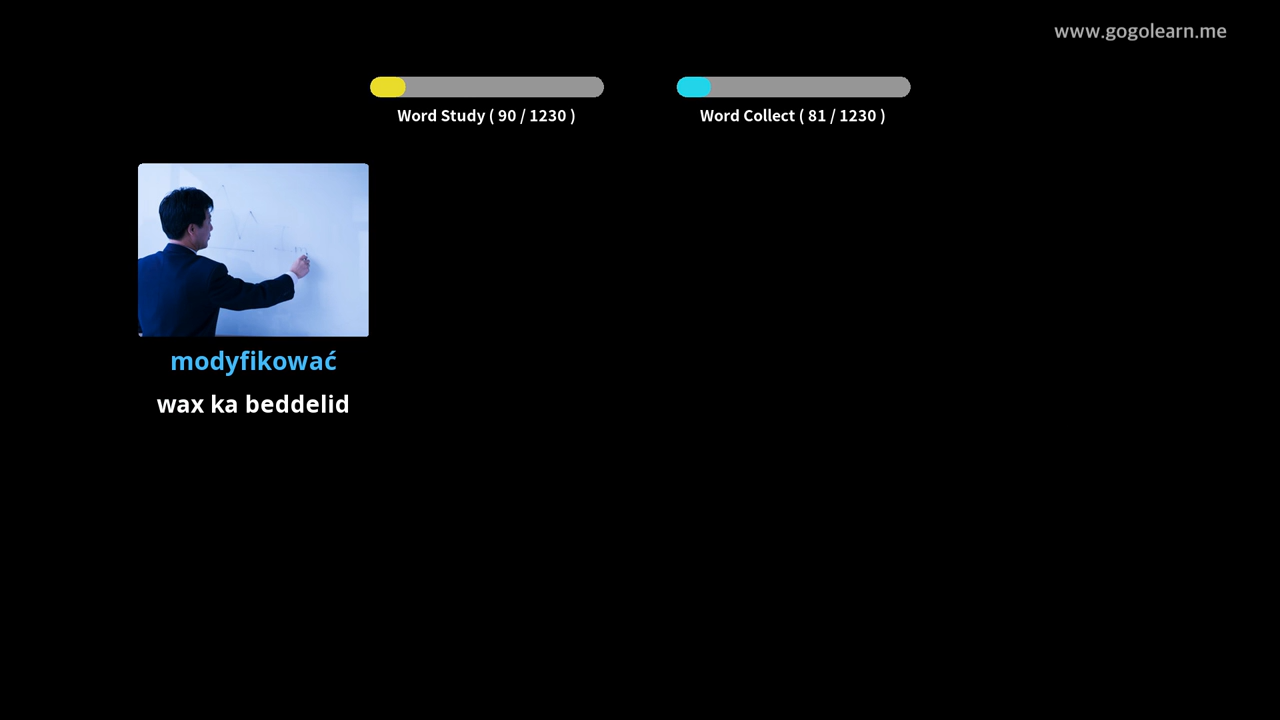 www.gogolearn.me
Word Study ( 90 / 1230 )
Word Collect ( 81 / 1230 )
modyfikować
wax ka beddelid